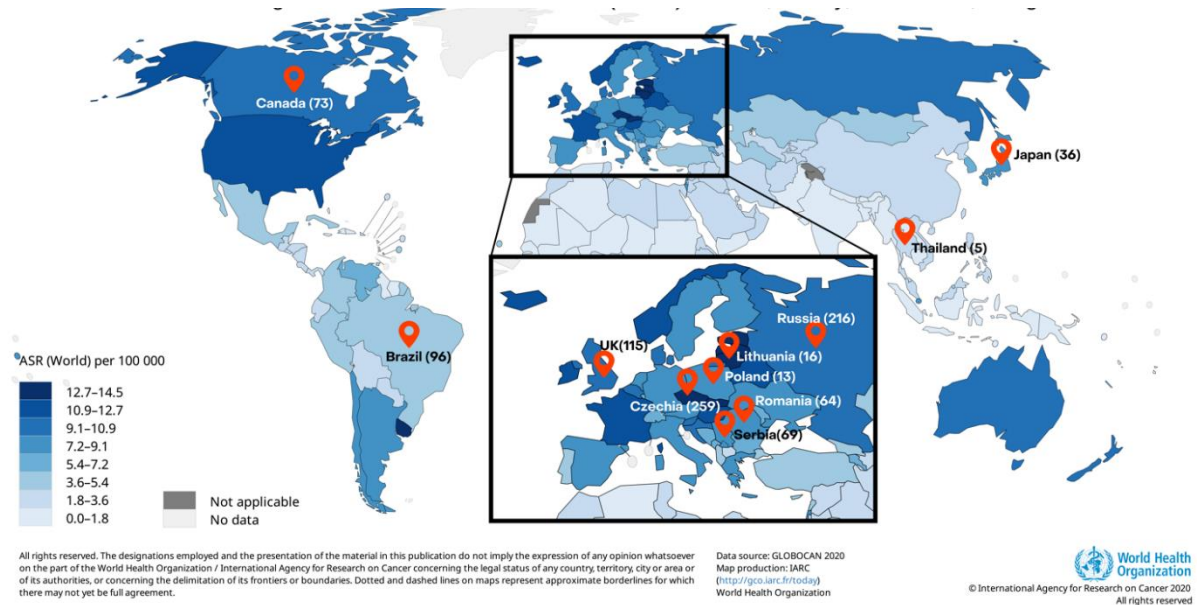 Canada (73)
Japan (36)
Thailand (5)
Brazil (96)
Russia (216)
UK(115)
Lithuania (16)
Poland (13)
Czechia (259)
Romania (64)
Serbia(69)
ASR (World) per 100 000
12.7–14.5
10.9–12.7
9.1–10.9
7.2–9.1
5.4–7.2
3.6–5.4
1.8–3.6
0.0–1.8
Not applicable
No data
All rights reserved. The designations employed and the presentation of the material in this publication do not imply the expression of any opinion whatsoever
on the part of the World Health Organization / International Agency for Research on Cancer concerning the legal status of any country, territory, city or area or
of its authorities, or concerning the delimitation of its frontiers or boundaries. Dotted and dashed lines on maps represent approximate borderlines for which
there may not yet be full agreement.
Data source: GLOBOCAN 2020
Map production: IARC
(http://gco.iarc.fr/today)
World Health Organization
World Health
Organization
© International Agency for Research on Cancer 2020
All rights reserved